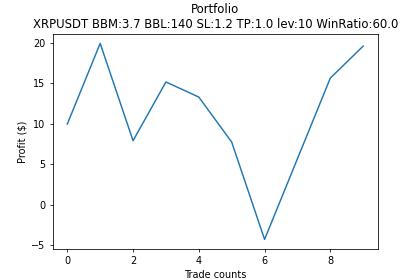 Portfolio
XRPUSDT BBM:3.7 BBL:140 SL:1.2 TP:1.0 lev:10 WinRatio:60.0
20
15
10
5
0
−5
Profit ($)
0 2 4 6 8
Trade counts